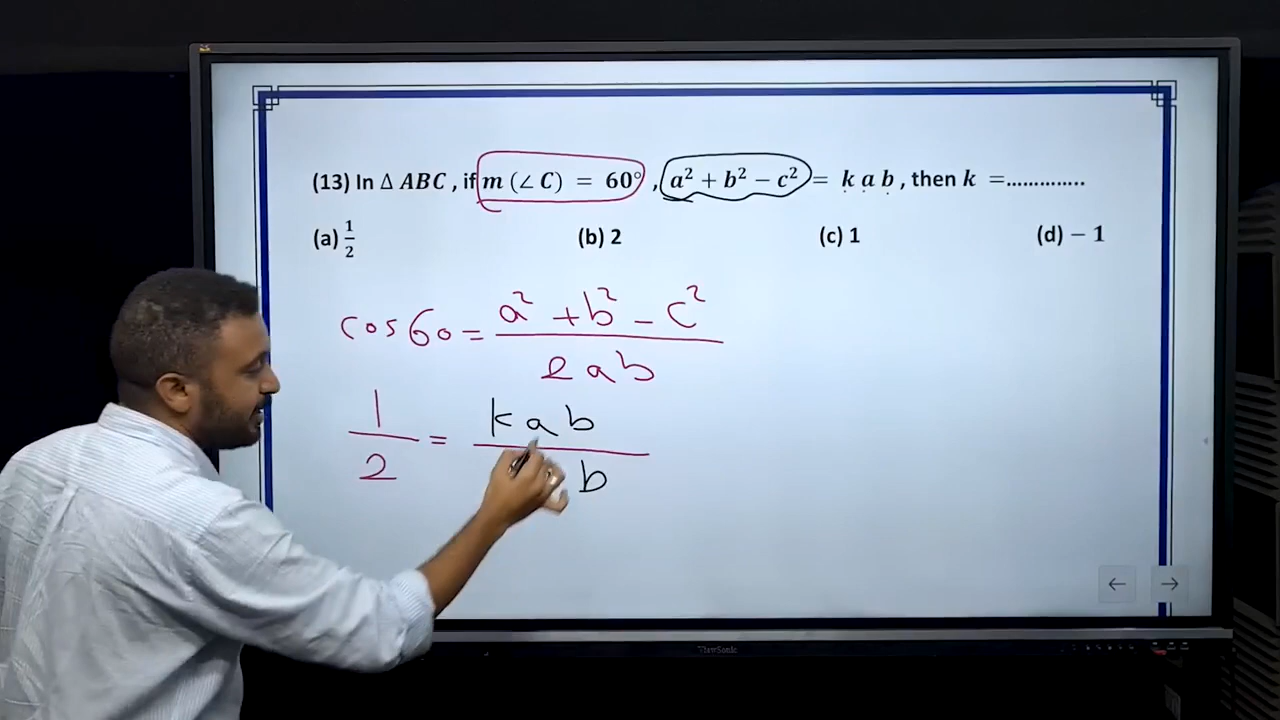 (13) In Δ ABC , if m (∠ C) = 60° , a² + b² − c² = k a b , then k =..............
(a) 1/2 (b) 2 (c) 1 (d) − 1
cos 60 = a² + b² − c² / 2ab
1/2 = k a b / b
ViewSonic